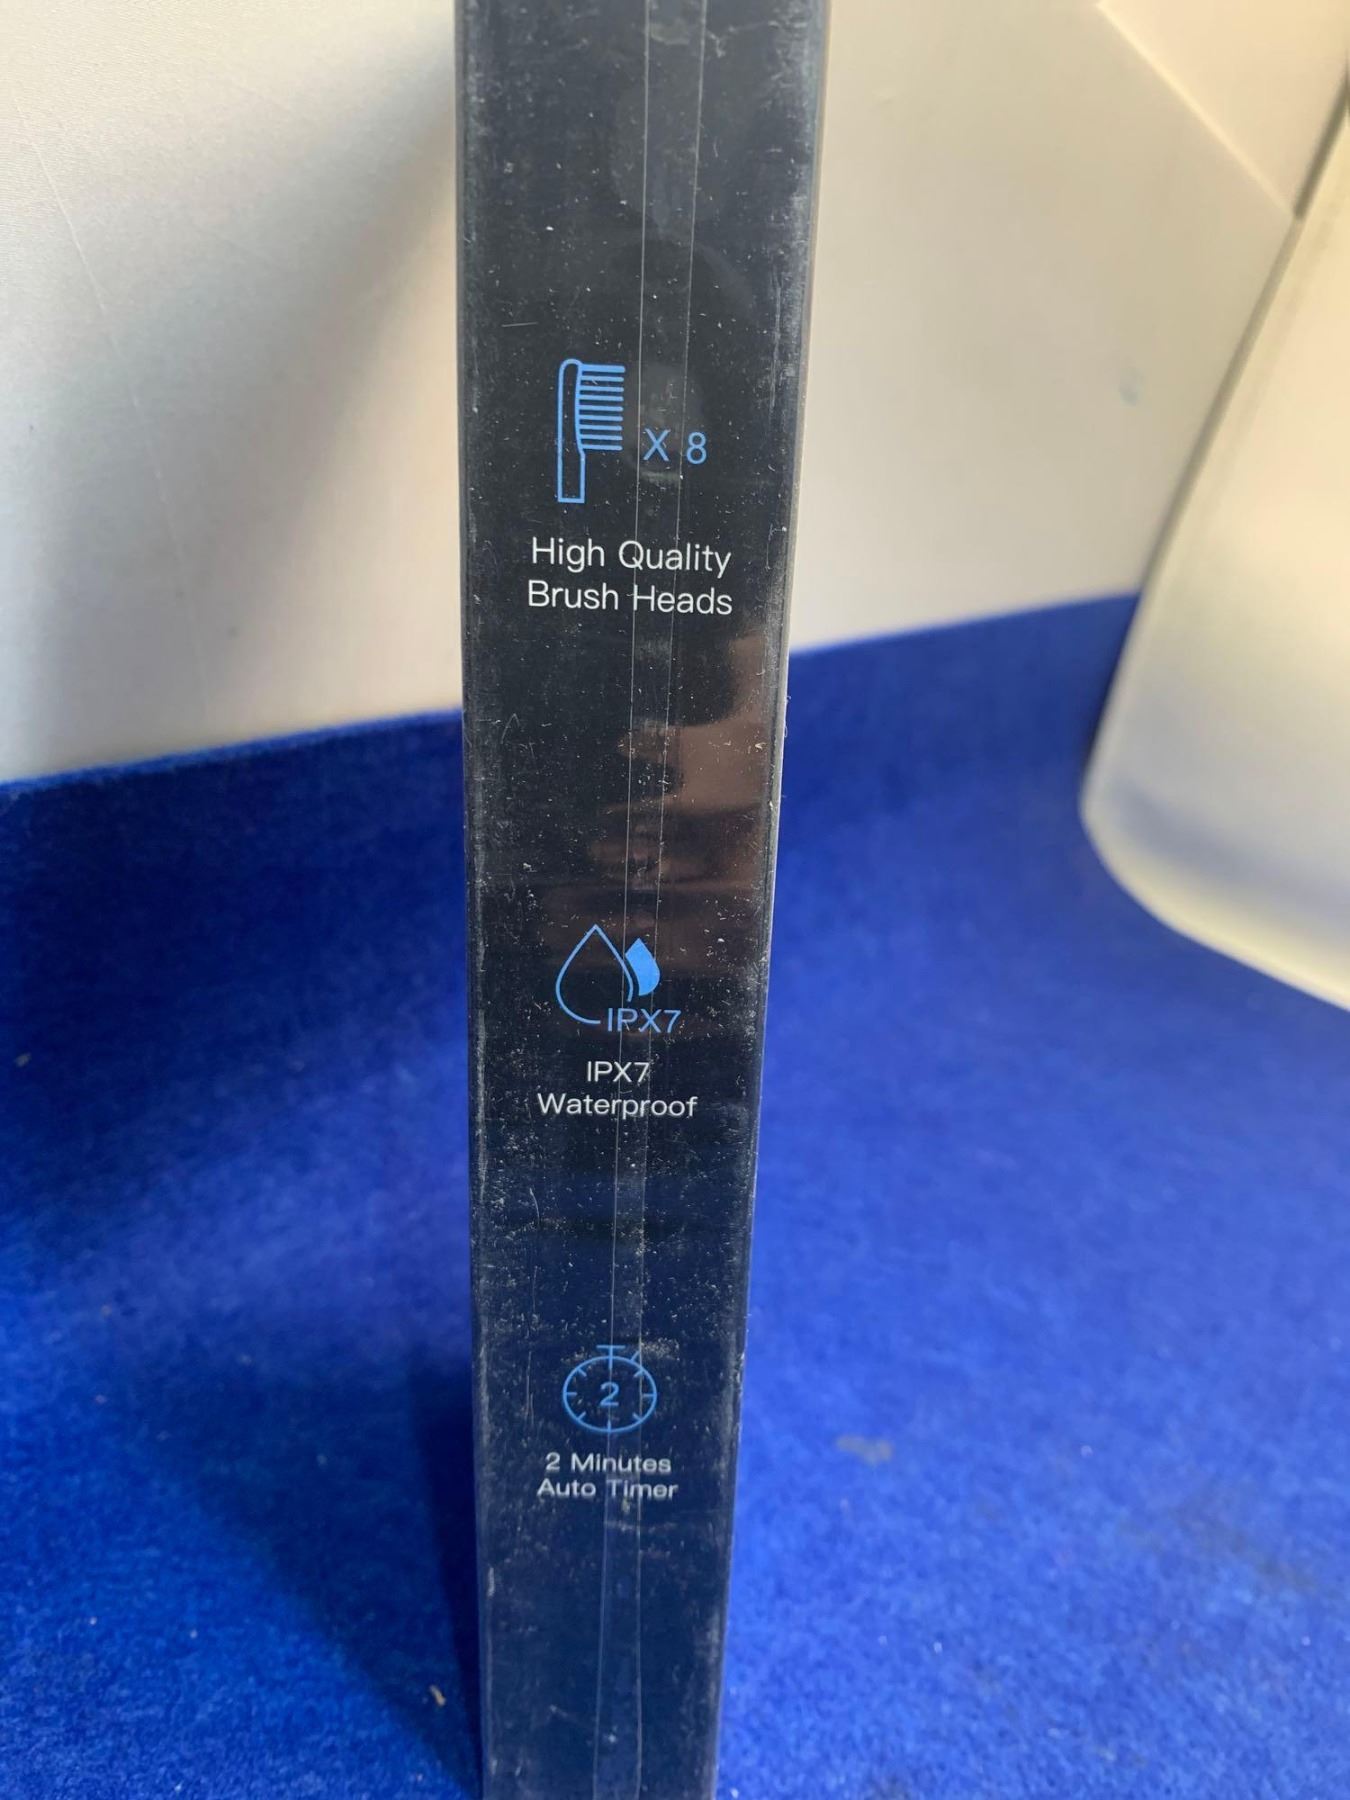 X 8
High Quality
Brush Heads
IPX7
IPX7
Waterproof
2
2 Minutes
Auto Timer